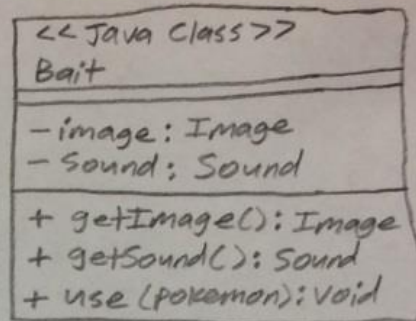 << Java Class >>
Bait
- image: Image
- Sound: Sound
+ getImage(): Image
+ getSound(): Sound
+ use (pokemon): Void